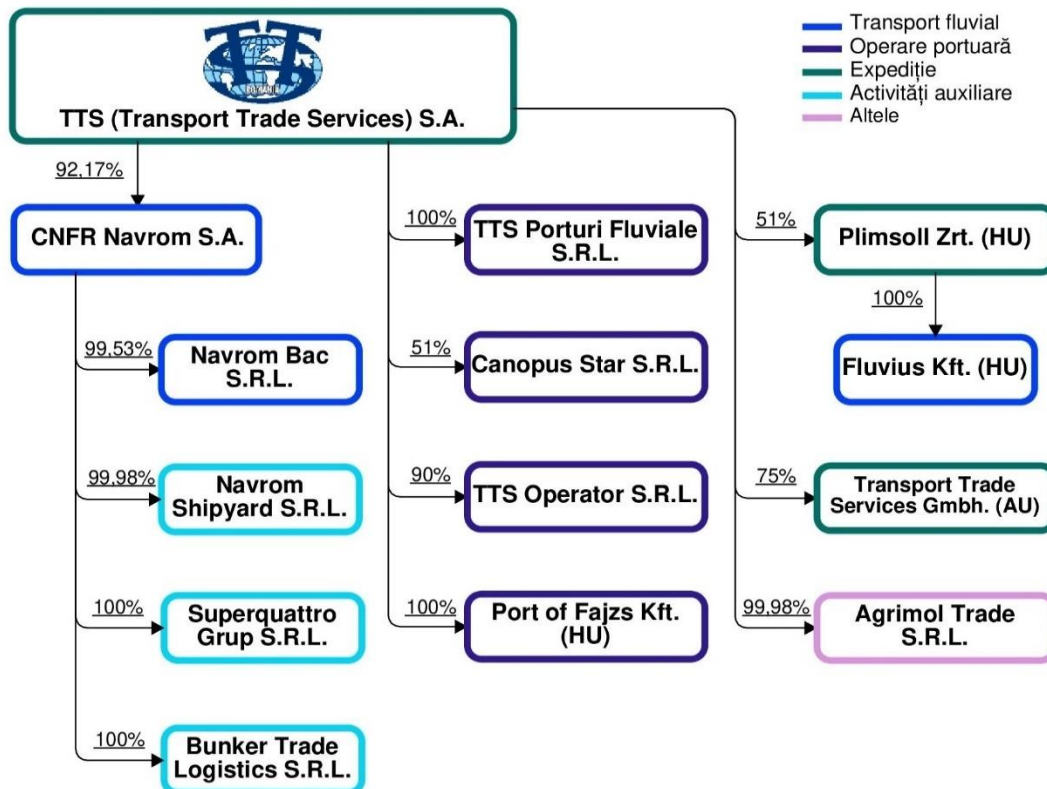 TTS
ROMANIA
TTS (Transport Trade Services) S.A.
Transport fluvial
Operare portuară
Expediție
Activități auxiliare
Altele
92,17%
CNFR Navrom S.A.
99,53%
Navrom Bac
S.R.L.
99,98%
Navrom
Shipyard S.R.L.
100%
Superquattro
Grup S.R.L.
100%
Bunker Trade
Logistics S.R.L.
100%
TTS Porturi Fluviale
S.R.L.
51%
Canopus Star S.R.L.
90%
TTS Operator S.R.L.
100%
Port of Fajzs Kft.
(HU)
51%
Plimsoll Zrt. (HU)
100%
Fluvius Kft. (HU)
75%
Transport Trade
Services Gmbh. (AU)
99,98%
Agrimol Trade
S.R.L.